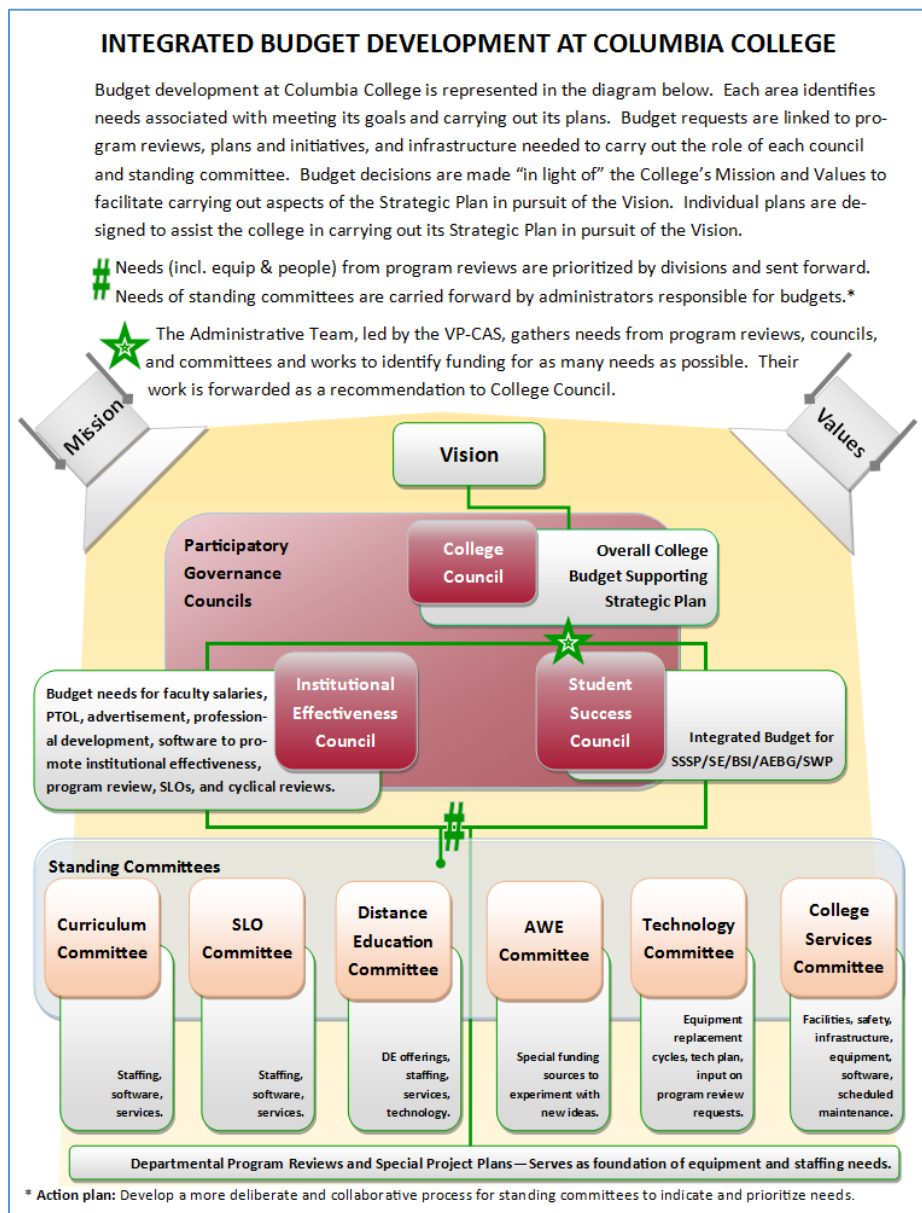 INTEGRATED BUDGET DEVELOPMENT AT COLUMBIA COLLEGE
Budget development at Columbia College is represented in the diagram below. Each area identifies
needs associated with meeting its goals and carrying out its plans. Budget requests are linked to pro-
gram reviews, plans and initiatives, and infrastructure needed to carry out the role of each council
and standing committee. Budget decisions are made “in light of” the College’s Mission and Values to
facilitate carrying out aspects of the Strategic Plan in pursuit of the Vision. Individual plans are de-
signed to assist the college in carrying out its Strategic Plan in pursuit of the Vision.
# Needs (incl. equip & people) from program reviews are prioritized by divisions and sent forward.
# Needs of standing committees are carried forward by administrators responsible for budgets.*
The Administrative Team, led by the VP-CAS, gathers needs from program reviews, councils,
and committees and works to identify funding for as many needs as possible. Their
work is forwarded as a recommendation to College Council.
Mission
Values
Vision
Participatory
Governance
Councils
College
Council
Overall College
Budget Supporting
Strategic Plan
Budget needs for faculty salaries,
PTOL, advertisement, profession-
al development, software to pro-
mote institutional effectiveness,
program review, SLOs, and cyclical reviews.
Institutional
Effectiveness
Council
Student
Success
Council
Integrated Budget for
SSSP/SE/BSI/AEBG/SWP
#
#
Standing Committees
Curriculum
Committee
Staffing,
software,
services.
SLO
Committee
Staffing,
software,
services.
Distance
Education
Committee
DE offerings,
staffing,
services,
technology.
AWE
Committee
Special funding
sources to
experiment with
new ideas.
Technology
Committee
Equipment
replacement
cycles, tech plan,
input on
program review
requests.
College
Services
Committee
Facilities, safety,
infrastructure,
equipment,
software,
scheduled
maintenance.
Departmental Program Reviews and Special Project Plans—Serves as foundation of equipment and staffing needs.
* Action plan: Develop a more deliberate and collaborative process for standing committees to indicate and prioritize needs.